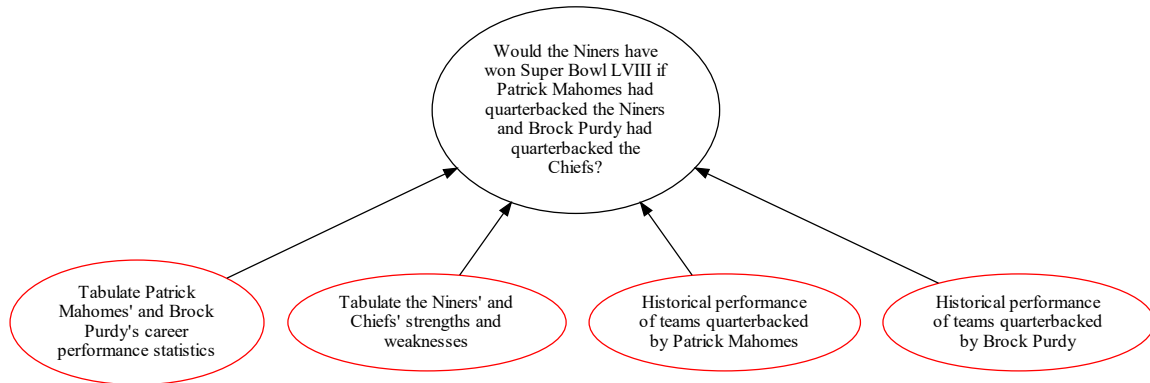 Would the Niners have
won Super Bowl LVIII if
Patrick Mahomes had
quarterbacked the Niners
and Brock Purdy had
quarterbacked the
Chiefs?
Tabulate Patrick
Mahomes' and Brock
Purdy's career
performance statistics
Tabulate the Niners' and
Chiefs' strengths and
weaknesses
Historical performance
of teams quarterbacked
by Patrick Mahomes
Historical performance
of teams quarterbacked
by Brock Purdy